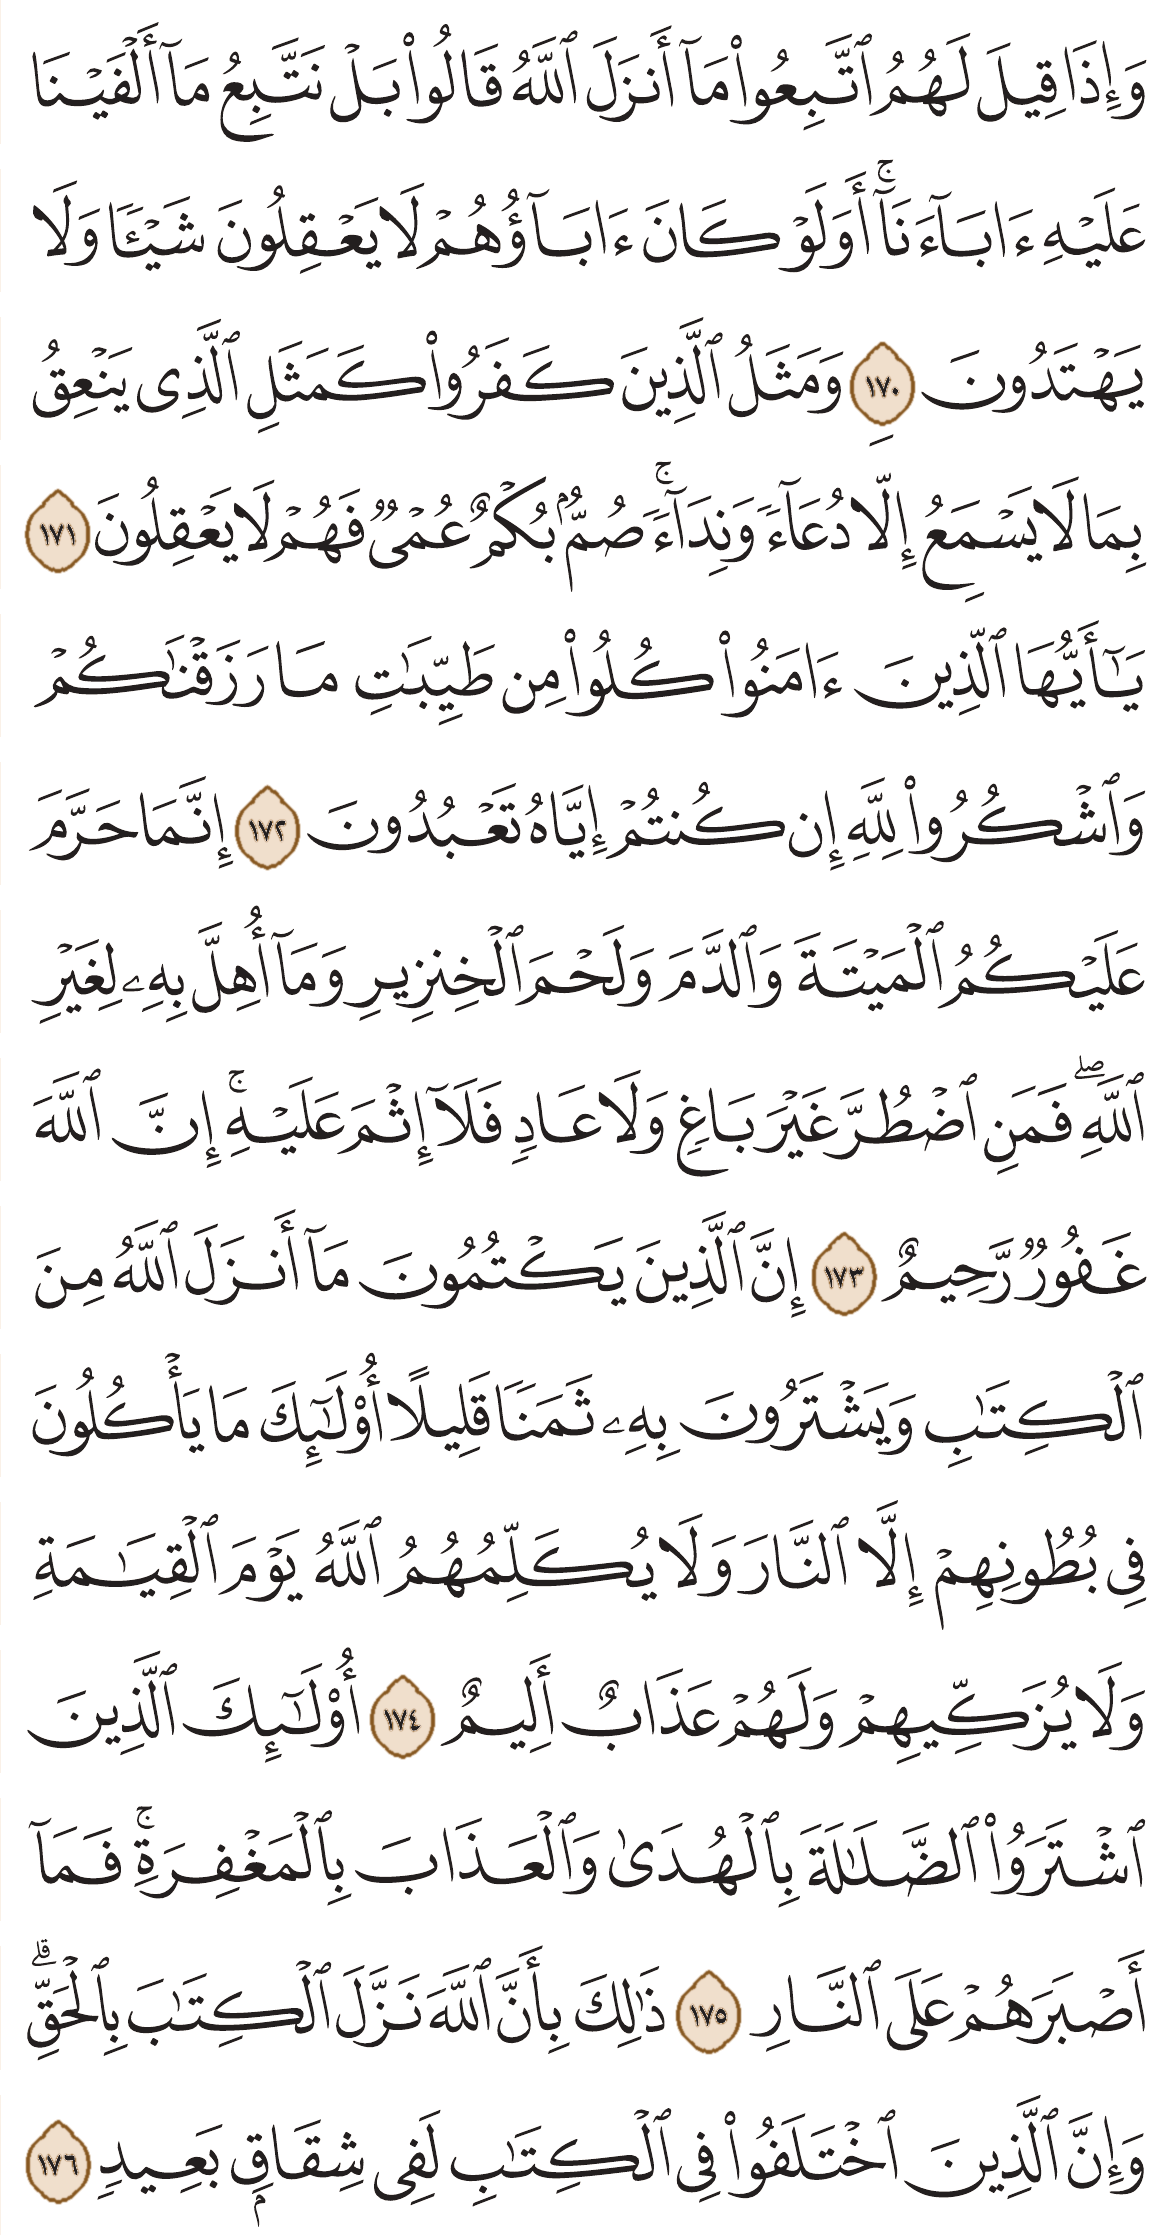 وَإِذَا قِيلَ لَهُمُ ٱتَّبِعُوا۟ مَآ أَنزَلَ ٱللَّهُ قَالُوا۟ بَلْ نَتَّبِعُ مَآ أَلْفَيْنَا
عَلَيْهِ ءَابَآءَنَآ ۚ أَوَلَوْ كَانَ ءَابَآؤُهُمْ لَا يَعْقِلُونَ شَيْـًٔا وَلَا
يَهْتَدُونَ ١٧٠ وَمَثَلُ ٱلَّذِينَ كَفَرُوا۟ كَمَثَلِ ٱلَّذِى يَنْعِقُ
بِمَا لَا يَسْمَعُ إِلَّا دُعَآءً وَنِدَآءً ۚ صُمٌّۢ بُكْمٌ عُمْىٌ فَهُمْ لَا يَعْقِلُونَ ١٧١
يَـٰٓأَيُّهَا ٱلَّذِينَ ءَامَنُوا۟ كُلُوا۟ مِن طَيِّبَـٰتِ مَا رَزَقْنَـٰكُمْ
وَٱشْكُرُوا۟ لِلَّهِ إِن كُنتُمْ إِيَّاهُ تَعْبُدُونَ ١٧٢ إِنَّمَا حَرَّمَ
عَلَيْكُمُ ٱلْمَيْتَةَ وَٱلدَّمَ وَلَحْمَ ٱلْخِنزِيرِ وَمَآ أُهِلَّ بِهِۦ لِغَيْرِ
ٱللَّهِ ۖ فَمَنِ ٱضْطُرَّ غَيْرَ بَاغٍ وَلَا عَادٍ فَلَآ إِثْمَ عَلَيْهِ ۚ إِنَّ ٱللَّهَ
غَفُورٌ رَّحِيمٌ ١٧٣ إِنَّ ٱلَّذِينَ يَكْتُمُونَ مَآ أَنزَلَ ٱللَّهُ مِنَ
ٱلْكِتَـٰبِ وَيَشْتَرُونَ بِهِۦ ثَمَنًا قَلِيلًا أُو۟لَـٰٓئِكَ مَا يَأْكُلُونَ
فِى بُطُونِهِمْ إِلَّا ٱلنَّارَ وَلَا يُكَلِّمُهُمُ ٱللَّهُ يَوْمَ ٱلْقِيَـٰمَةِ
وَلَا يُزَكِّيهِمْ وَلَهُمْ عَذَابٌ أَلِيمٌ ١٧٤ أُو۟لَـٰٓئِكَ ٱلَّذِينَ
ٱشْتَرَوُا۟ ٱلضَّلَـٰلَةَ بِٱلْهُدَىٰ وَٱلْعَذَابَ بِٱلْمَغْفِرَةِ ۚ فَمَآ
أَصْبَرَهُمْ عَلَى ٱلنَّارِ ١٧٥ ذَٰلِكَ بِأَنَّ ٱللَّهَ نَزَّلَ ٱلْكِتَـٰبَ بِٱلْحَقِّ ۗ
وَإِنَّ ٱلَّذِينَ ٱخْتَلَفُوا۟ فِى ٱلْكِتَـٰبِ لَفِى شِقَاقٍۭ بَعِيدٍ ١٧٦